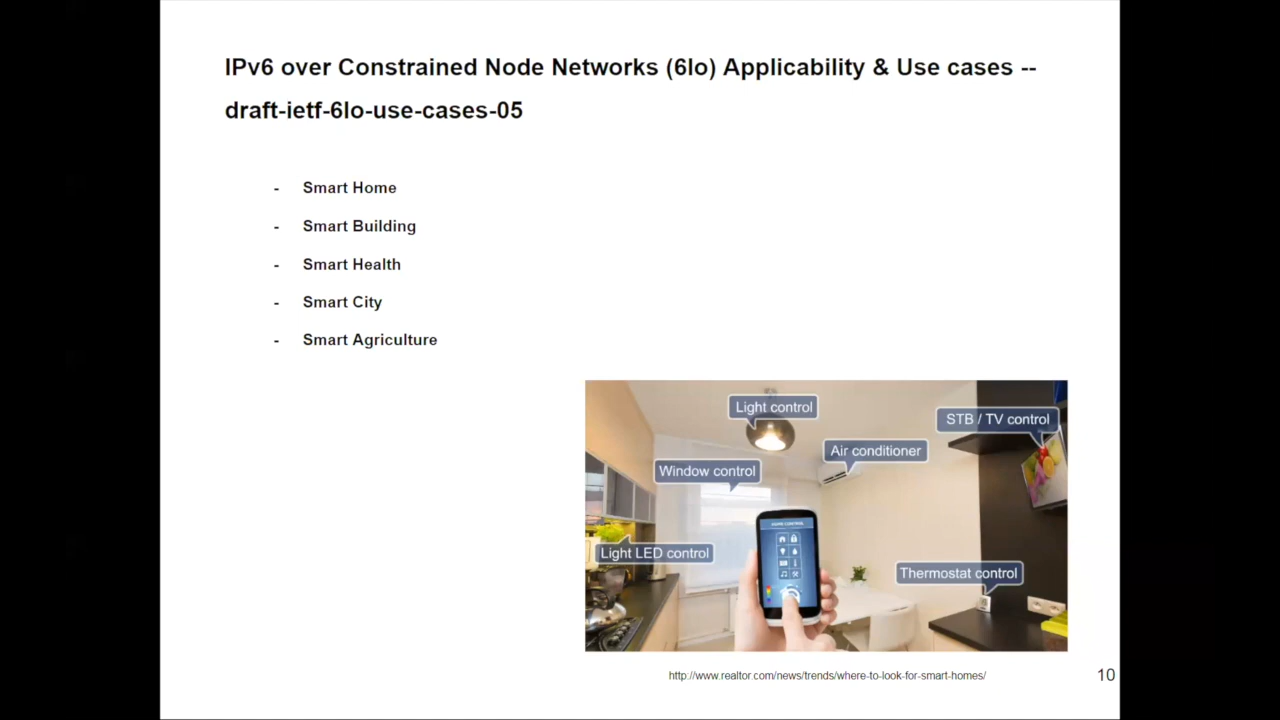 IPv6 over Constrained Node Networks (6lo) Applicability & Use cases --
draft-ietf-6lo-use-cases-05
- Smart Home
- Smart Building
- Smart Health
- Smart City
- Smart Agriculture
Light control
STB / TV control
Air conditioner
Window control
HOME CONTROL
Light LED control
Thermostat control
http://www.realtor.com/news/trends/where-to-look-for-smart-homes/
10